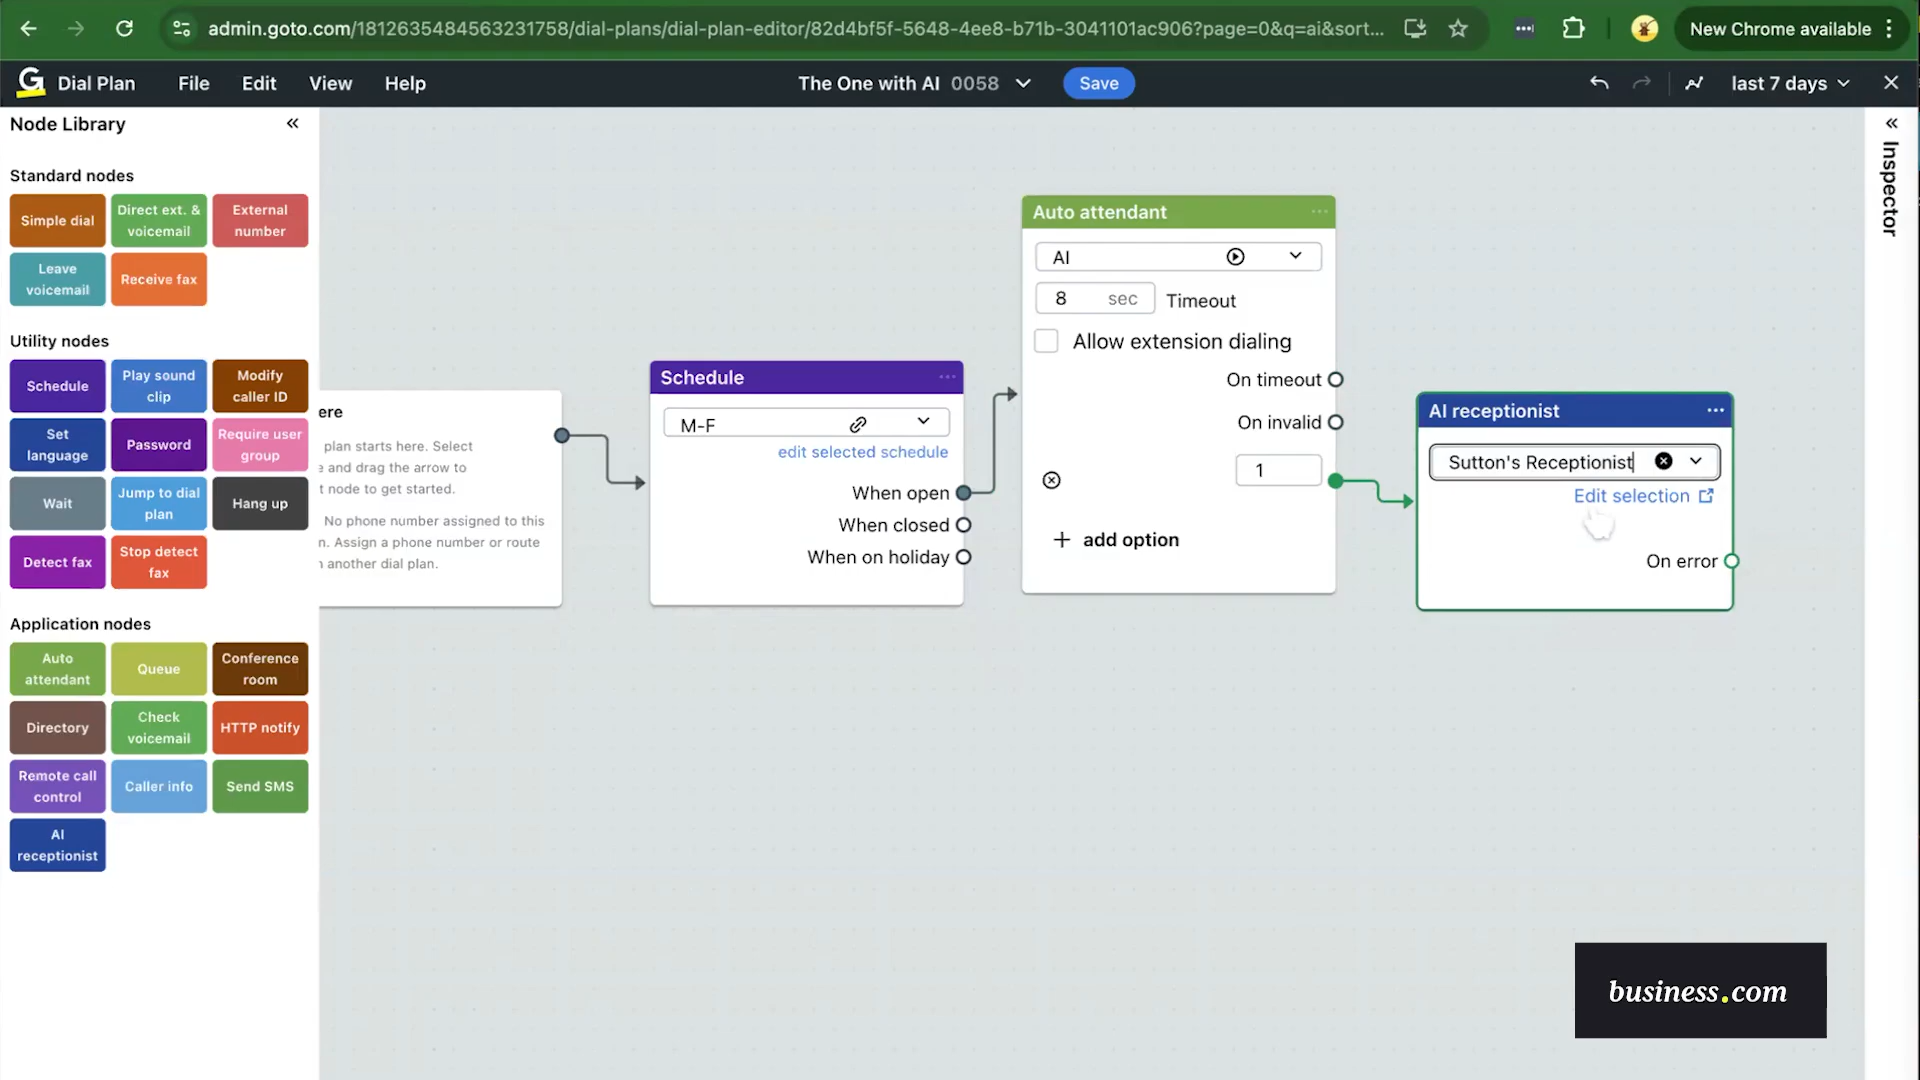 admin.goto.com/1812635484563231758/dial-plans/dial-plan-editor/82d4bf5f-5648-4ee8-b71b-3041101ac906?page=0&q=ai&sort...
New Chrome available
Dial Plan File Edit View Help
The One with AI 0058
Save
last 7 days
Node Library
Standard nodes
Simple dial
Direct ext. &
voicemail
External
number
Leave
voicemail
Receive fax
Utility nodes
Schedule
Play sound
clip
Modify
caller ID
Set
language
Password
Require user
group
Wait
Jump to dial
plan
Hang up
Detect fax
Stop detect
fax
Application nodes
Auto
attendant
Queue
Conference
room
Directory
Check
voicemail
HTTP notify
Remote call
control
Caller info
Send SMS
AI
receptionist
ere
plan starts here. Select
e and drag the arrow to
t node to get started.
No phone number assigned to this
n. Assign a phone number or route
another dial plan.
Schedule
M-F
edit selected schedule
When open
When closed
When on holiday
Auto attendant
AI
8 sec Timeout
Allow extension dialing
On timeout
On invalid
1
+ add option
AI receptionist
Sutton's Receptionist
Edit selection
On error
Inspector
business.com